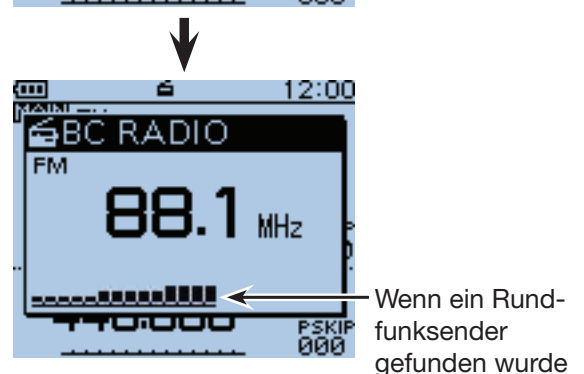 12:00
BC RADIO
FM
88.1 MHz
PSKIP
000
Wenn ein Rund-
funksender
gefunden wurde